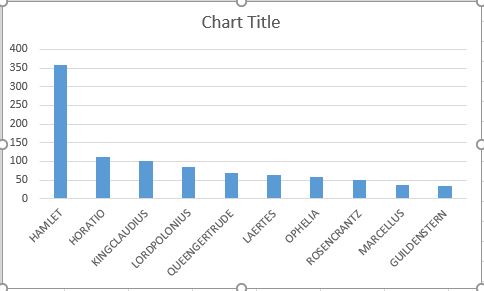 Chart Title
400
350
300
250
200
150
100
50
0
HAMLET
HORATIO
KINGCLAUDIUS
LORDPOLONIUS
QUEENGERTRUDE
LAERTES
OPHELIA
ROSENCRANTZ
MARCELLUS
GUILDENSTERN